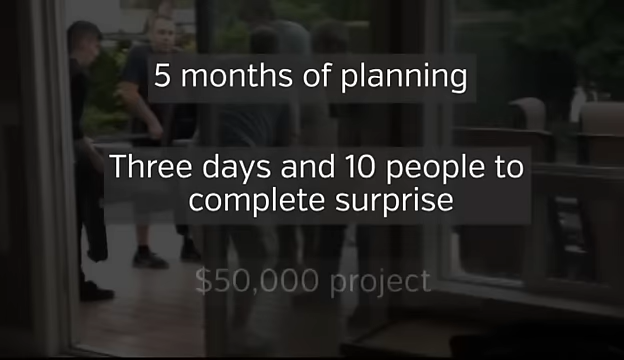 5 months of planning
Three days and 10 people to
complete surprise
$50,000 project